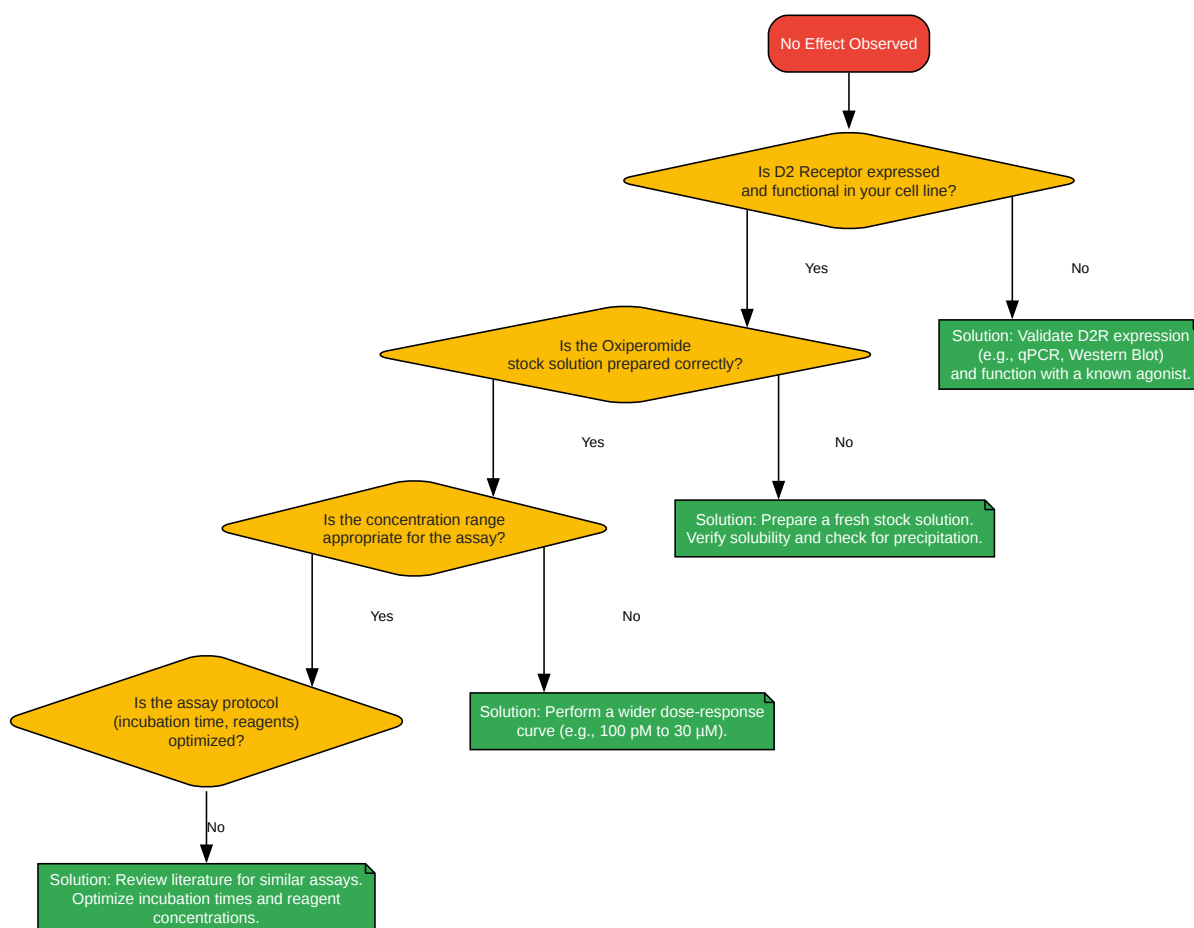 No Effect Observed
Is D2 Receptor expressed
and functional in your cell line?
Yes
No
Solution: Validate D2R expression
(e.g., qPCR, Western Blot)
and function with a known agonist.
Is the Oxiperomide
stock solution prepared correctly?
Yes
No
Solution: Prepare a fresh stock solution.
Verify solubility and check for precipitation.
Is the concentration range
appropriate for the assay?
Yes
No
Solution: Perform a wider dose-response
curve (e.g., 100 pM to 30 µM).
Is the assay protocol
(incubation time, reagents)
optimized?
No
Solution: Review literature for similar assays.
Optimize incubation times and reagent
concentrations.